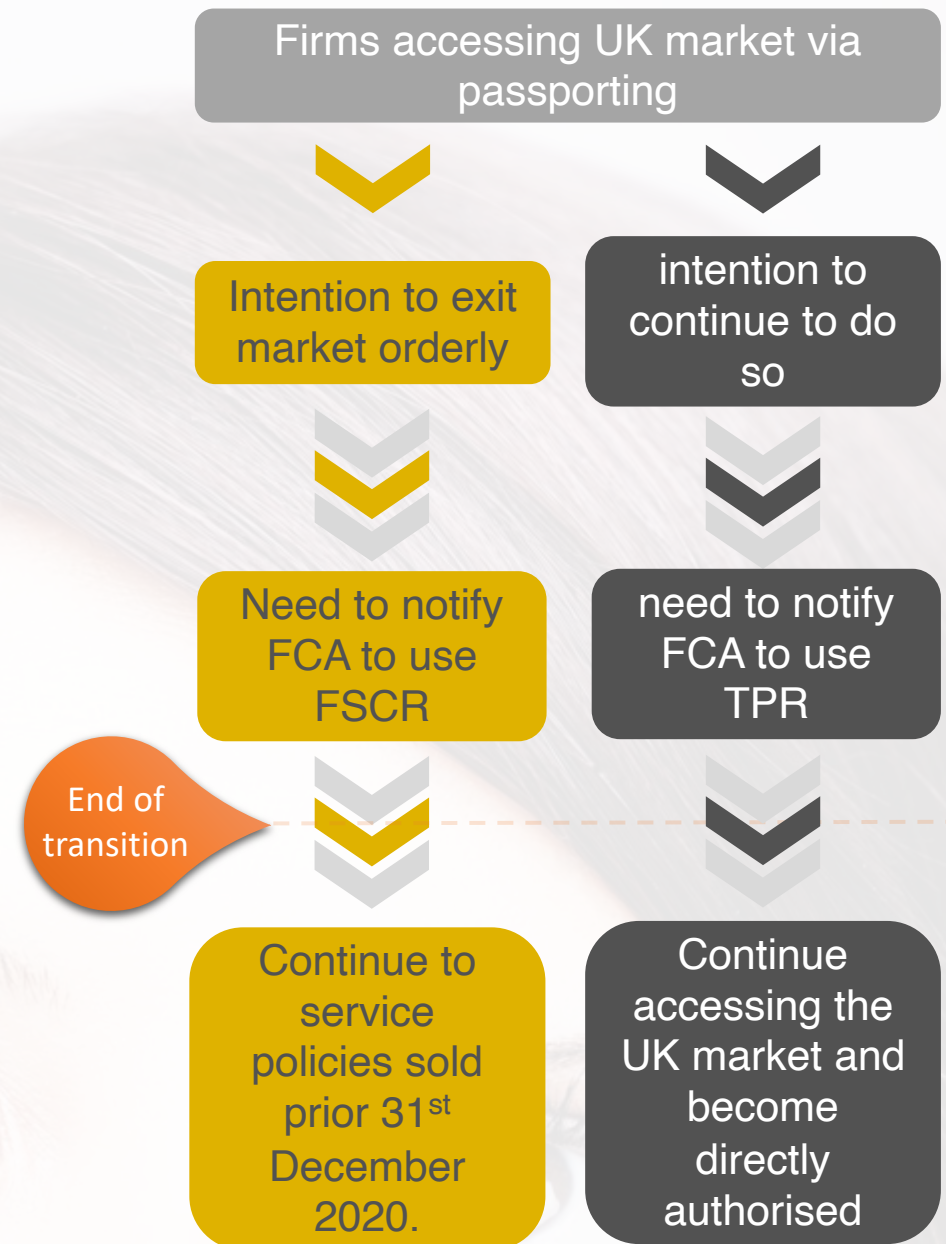 Firms accessing UK market via
passporting
Intention to exit
market orderly
intention to
continue to do
so
Need to notify
FCA to use
FSCR
need to notify
FCA to use
TPR
End of
transition
Continue to
service
policies sold
prior 31st
December
2020.
Continue
accessing the
UK market and
become
directly
authorised